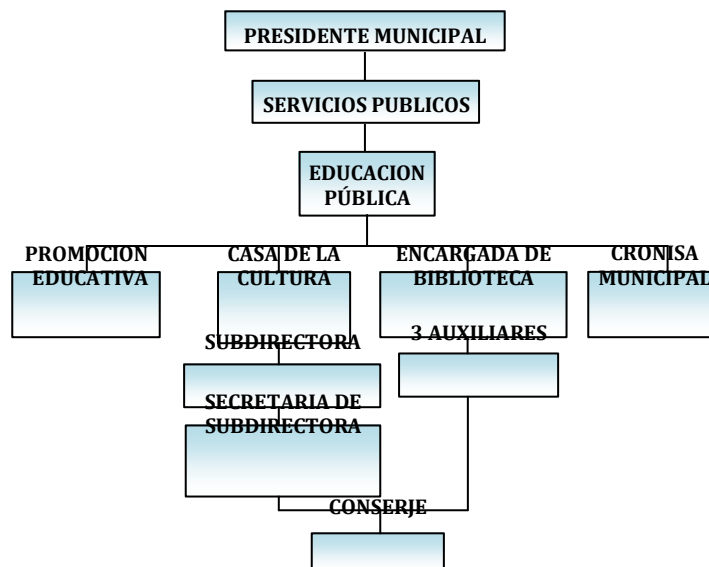 PRESIDENTE MUNICIPAL
SERVICIOS PUBLICOS
EDUCACION
PÚBLICA
PROMOCION
EDUCATIVA
CASA DE LA
CULTURA
ENCARGADA DE
BIBLIOTECA
CRONISA
MUNICIPAL
SUBDIRECTORA
3 AUXILIARES
SECRETARIA DE
SUBDIRECTORA
CONSERJE